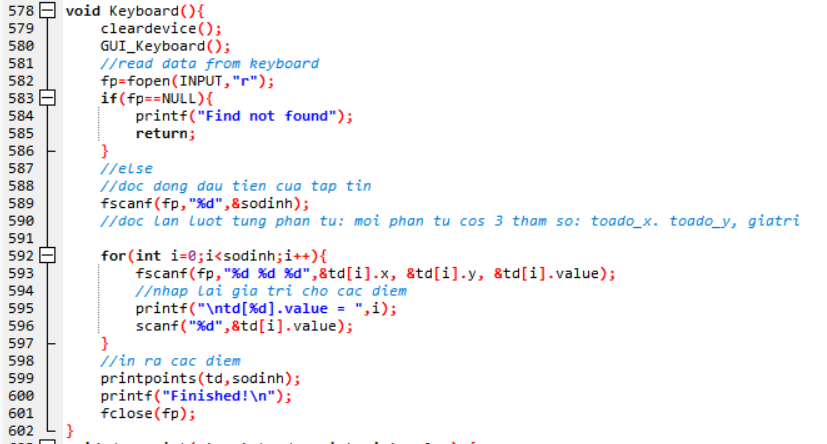 578 void Keyboard(){
579 cleardevice();
580 GUI_Keyboard();
581 //read data from keyboard
582 fp=fopen(INPUT,"r");
583 if(fp==NULL){
584 printf("Find not found");
585 return;
586 }
587 //else
588 //doc dong dau tien cua tap tin
589 fscanf(fp,"%d",&sodinh);
590 //doc lan luot tung phan tu: moi phan tu cos 3 tham so: toado_x. toado_y, giatri
591
592 for(int i=0;i<sodinh;i++){
593 fscanf(fp,"%d %d %d",&td[i].x, &td[i].y, &td[i].value);
594 //nhap lai gia tri cho cac diem
595 printf("\ntd[%d].value = ",i);
596 scanf("%d",&td[i].value);
597 }
598 //in ra cac diem
599 printpoints(td,sodinh);
600 printf("Finished!\n");
601 fclose(fp);
602 }